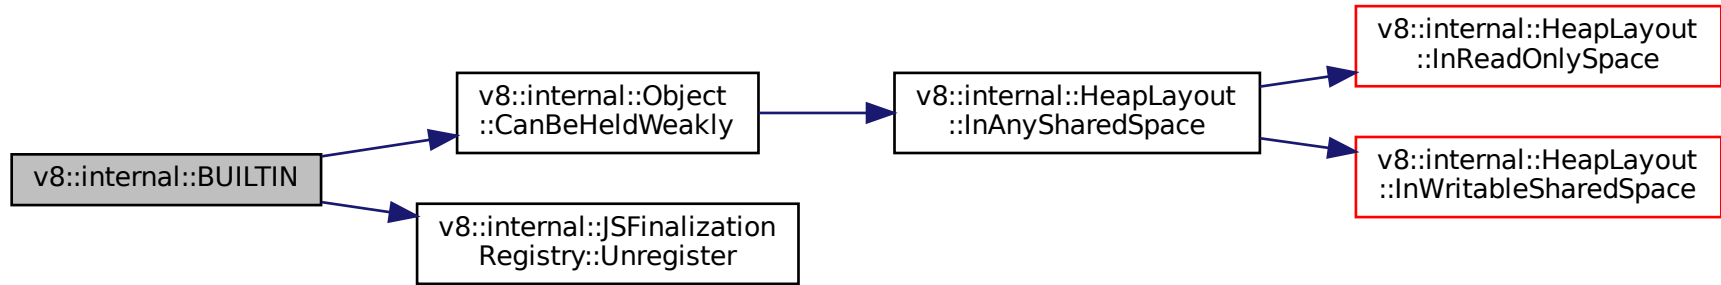 v8::internal::BUILTIN
v8::internal::Object
::CanBeHeldWeakly
v8::internal::JSFinalization
Registry::Unregister
v8::internal::HeapLayout
::InAnySharedSpace
v8::internal::HeapLayout
::InReadOnlySpace
v8::internal::HeapLayout
::InWritableSharedSpace